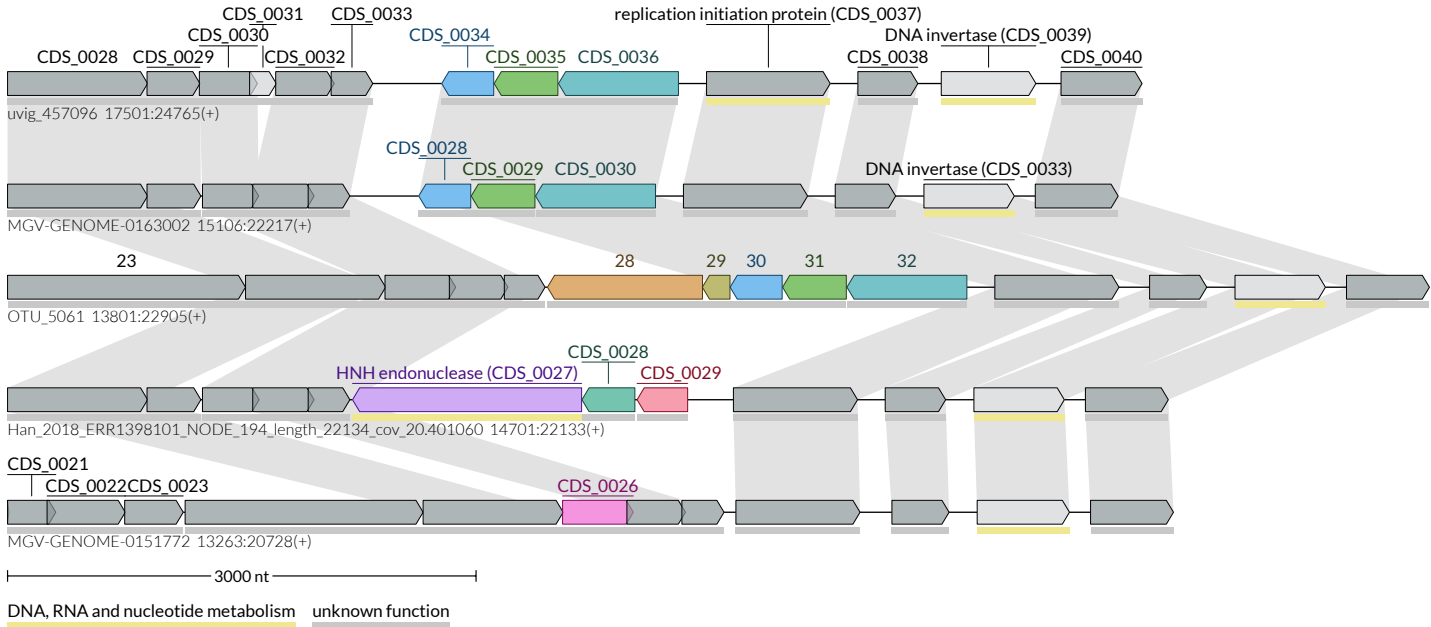 CDS_0031 CDS_0033 replication initiation protein (CDS_0037)
CDS_0030 CDS_0034 DNA invertase (CDS_0039)
CDS_0028 CDS_0029 CDS_0032 CDS_0035 CDS_0036 CDS_0038 CDS_0040
uvig_457096 17501:24765(+)
CDS_0028
CDS_0029 CDS_0030 DNA invertase (CDS_0033)
MGV-GENOME-0163002 15106:22217(+)
23 28 29 30 31 32
OTU_5061 13801:22905(+)
CDS_0028
HNH endonuclease (CDS_0027) CDS_0029
Han_2018_ERR1398101_NODE_194_length_22134_cov_20.401060 14701:22133(+)
CDS_0021
CDS_0022 CDS_0023 CDS_0026
MGV-GENOME-0151772 13263:20728(+)
3000 nt
DNA, RNA and nucleotide metabolism unknown function